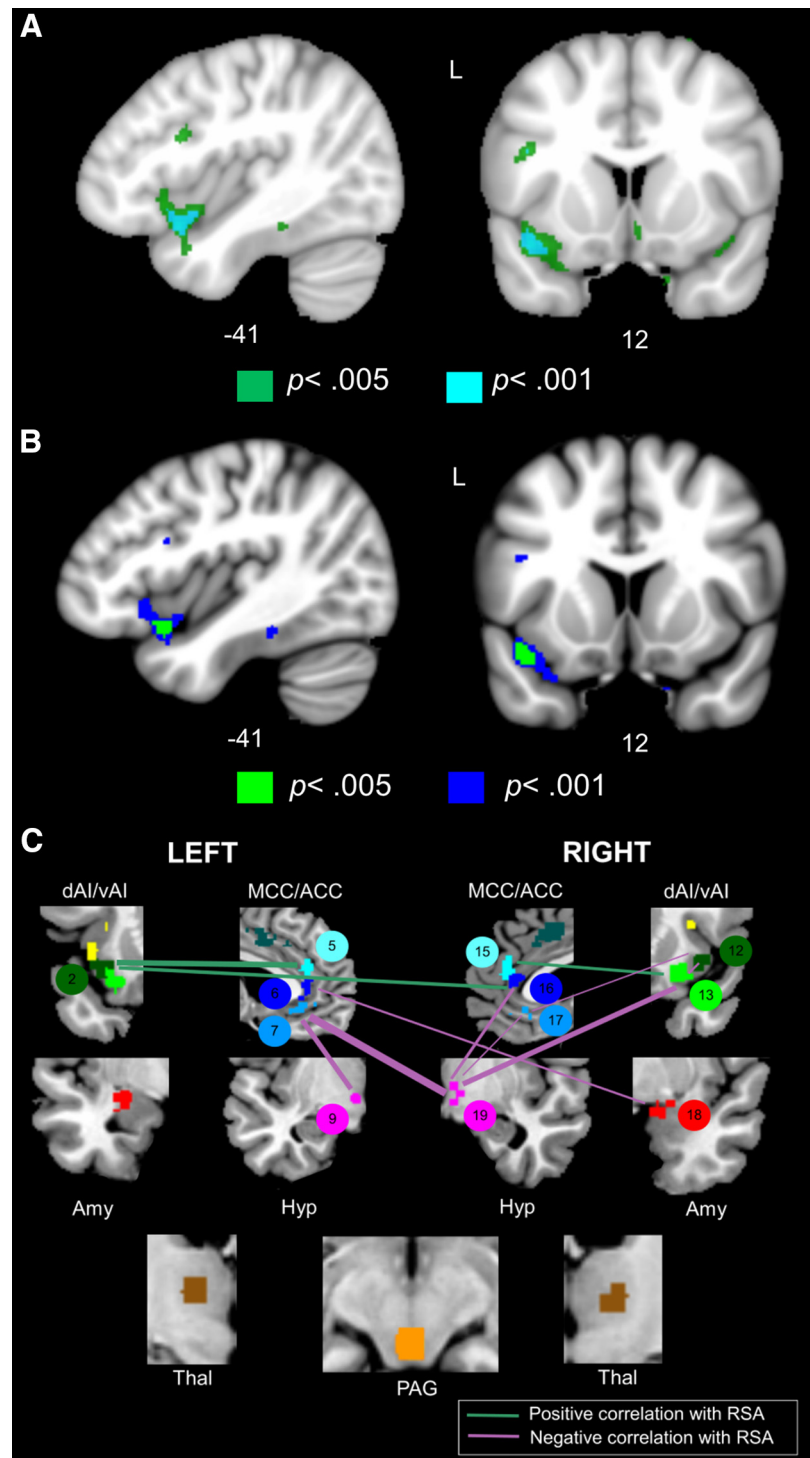 A
L
-41
12
p< .005
p< .001
B
L
-41
12
p< .005
p< .001
C
LEFT
RIGHT
dAI/vAI
MCC/ACC
MCC/ACC
dAI/vAI
5
15
12
2
6
16
13
7
17
9
19
18
Amy
Hyp
Hyp
Amy
Thal
PAG
Thal
Positive correlation with RSA
Negative correlation with RSA